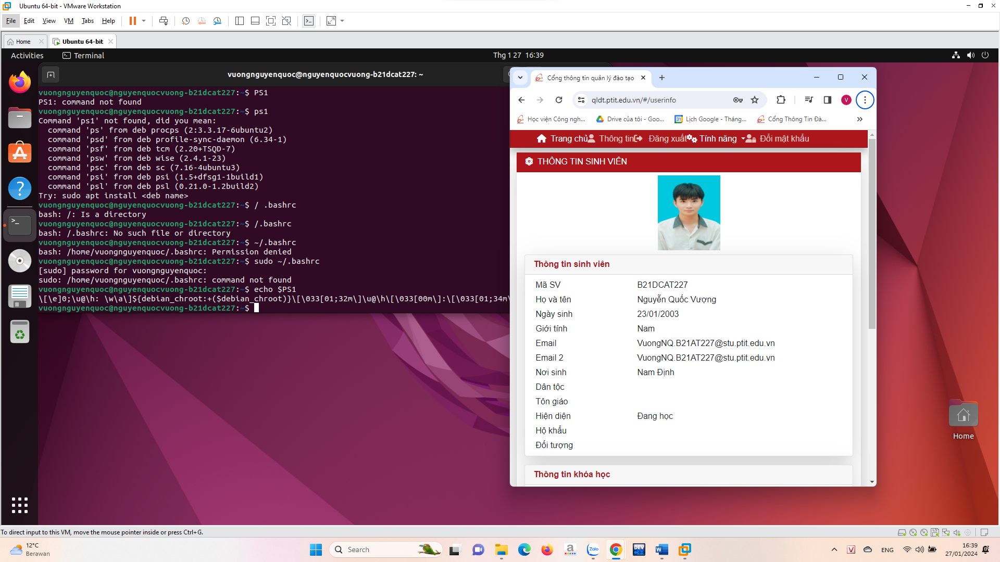 Ubuntu 64-bit - VMware Workstation
File Edit View VM Tabs Help
Home
Ubuntu 64-bit
Activities
Terminal
Thg 1 27 16:39
vuongnguyenquoc@nguyenquocvuong-b21dcat227: ~
vuongnguyenquoc@nguyenquocvuong-b21dcat227:~$ PS1
PS1: command not found
vuongnguyenquoc@nguyenquocvuong-b21dcat227:~$ ps1
Command 'ps1' not found, did you mean:
command 'ps' from deb procps (2:3.3.17-6ubuntu2)
command 'psd' from deb profile-sync-daemon (6.34-1)
command 'psf' from deb tcm (2.20+TSQD-7)
command 'psw' from deb wise (2.4.1-23)
command 'psc' from deb sc (7.16-4ubuntu3)
command 'psi' from deb psi (1.5+dfsg1-1build1)
command 'psl' from deb psl (0.21.0-1.2build2)
Try: sudo apt install <deb name>
vuongnguyenquoc@nguyenquocvuong-b21dcat227:~$ / .bashrc
bash: /: Is a directory
vuongnguyenquoc@nguyenquocvuong-b21dcat227:~$ /.bashrc
bash: /.bashrc: No such file or directory
vuongnguyenquoc@nguyenquocvuong-b21dcat227:~$ ~/.bashrc
bash: /home/vuongnguyenquoc/.bashrc: Permission denied
vuongnguyenquoc@nguyenquocvuong-b21dcat227:~$ sudo ~/.bashrc
[sudo] password for vuongnguyenquoc:
sudo: /home/vuongnguyenquoc/.bashrc: command not found
vuongnguyenquoc@nguyenquocvuong-b21dcat227:~$ echo $PS1
\[\e]0;\u@\h: \w\a\]${debian_chroot:+($debian_chroot)}\[\033[01;32m\]\u@\h\[\033[00m\]:\[\033[01;34m\
vuongnguyenquoc@nguyenquocvuong-b21dcat227:~$
Cổng thông tin quản lý đào tạo
qldt.ptit.edu.vn/#/userinfo
V
Học viện Công ngh...
Drive của tôi - Goo...
Lịch Google - Tháng...
Cổng Thông Tin Đà...
Trang chủ Thông tin Đăng xuất Tính năng Đổi mật khẩu
THÔNG TIN SINH VIÊN
Thông tin sinh viên
Mã SV B21DCAT227
Họ và tên Nguyễn Quốc Vượng
Ngày sinh 23/01/2003
Giới tính Nam
Email VuongNQ.B21AT227@stu.ptit.edu.vn
Email 2 VuongNQ.B21AT227@stu.ptit.edu.vn
Nơi sinh Nam Định
Dân tộc
Tôn giáo
Hiện diện Đang học
Hộ khẩu
Đối tượng
Thông tin khóa học
Home
To direct input to this VM, move the mouse pointer inside or press Ctrl+G.
12°C
Berawan
Search
a
Zalo
DEV
W
V
ENG
16:39
27/01/2024